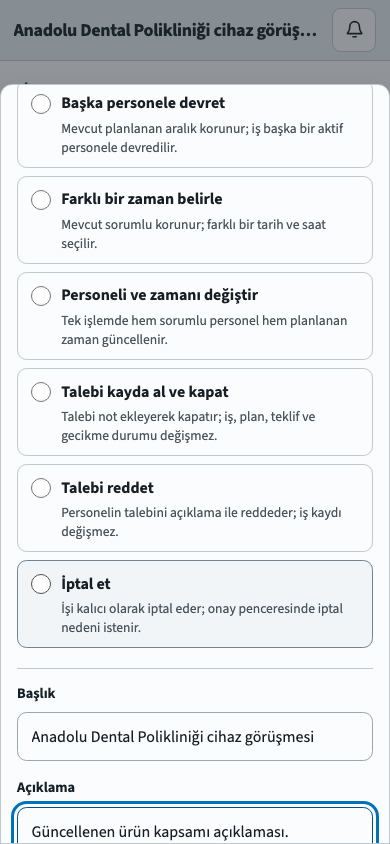 Anadolu Dental Polikliniği cihaz görüş...
Başka personele devret
Mevcut planlanan aralık korunur; iş başka bir aktif
personele devredilir.
Farklı bir zaman belirle
Mevcut sorumlu korunur; farklı bir tarih ve saat
seçilir.
Personeli ve zamanı değiştir
Tek işlemde hem sorumlu personel hem planlanan
zaman güncellenir.
Talebi kayda al ve kapat
Talebi not ekleyerek kapatır; iş, plan, teklif ve
gecikme durumu değişmez.
Talebi reddet
Personelin talebini açıklama ile reddeder; iş kaydı
değişmez.
İptal et
İşi kalıcı olarak iptal eder; onay penceresinde iptal
nedeni istenir.
Başlık
Anadolu Dental Polikliniği cihaz görüşmesi
Açıklama
Güncellenen ürün kapsamı açıklaması.